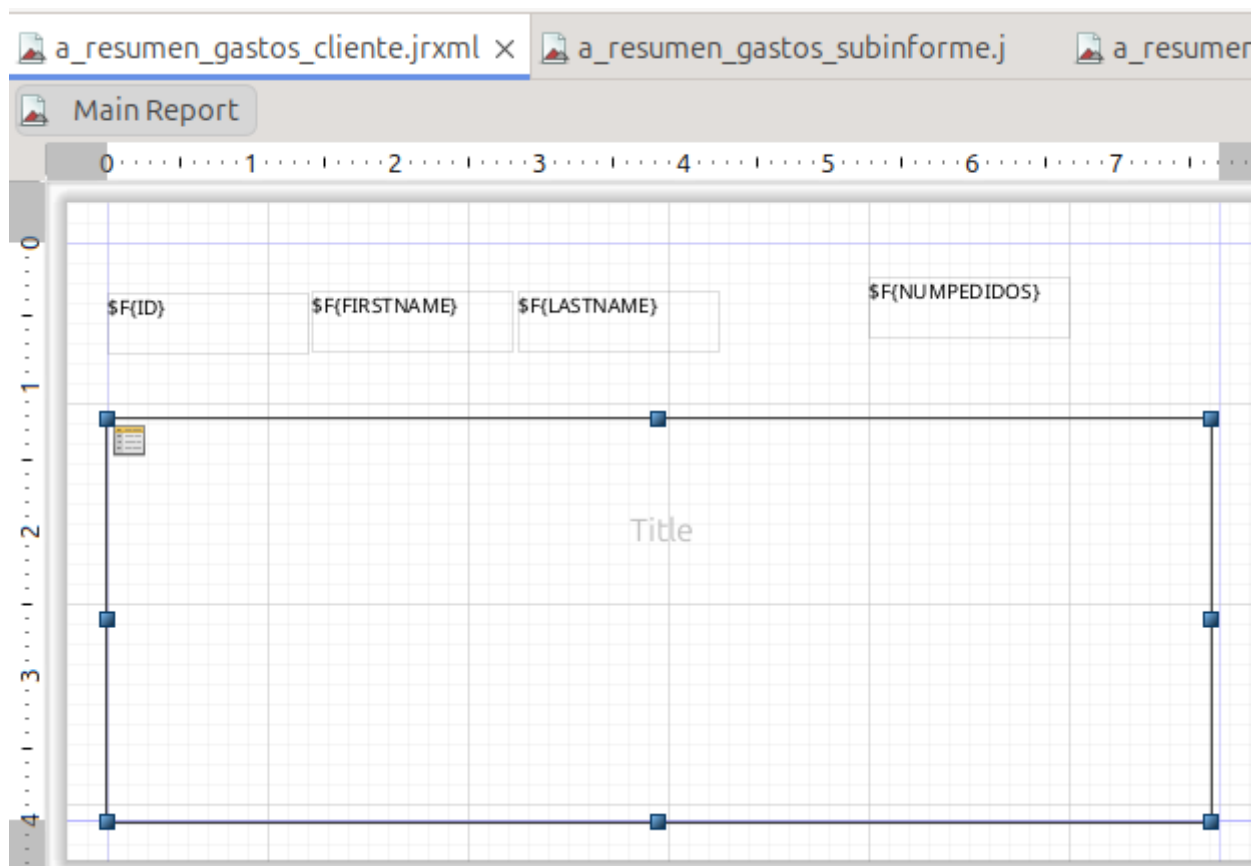 a_resumen_gastos_cliente.jrxml × a_resumen_gastos_subinforme.j a_resumen
Main Report
0 1 2 3 4 5 6 7
0
$F{ID} $F{FIRSTNAME} $F{LASTNAME} $F{NUMPEDIDOS}
1
2
Title
3
4